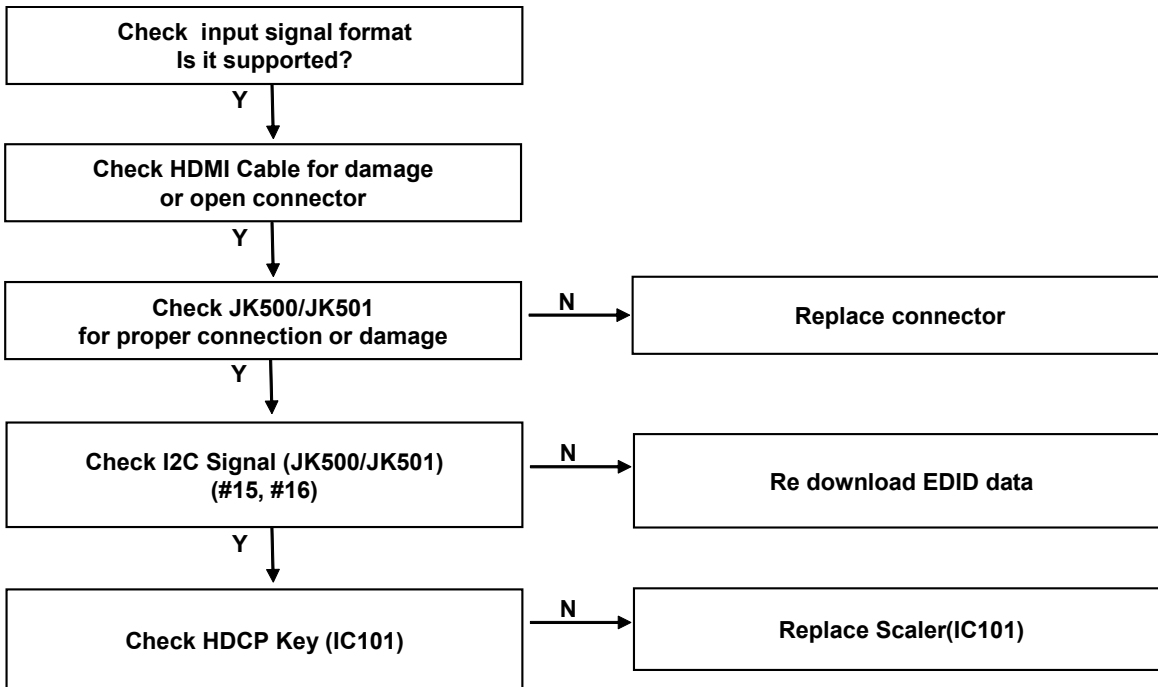 Check input signal format
Is it supported?
Y
Check HDMI Cable for damage
or open connector
Y
Check JK500/JK501
for proper connection or damage
N
Replace connector
Y
Check I2C Signal (JK500/JK501)
(#15, #16)
N
Re download EDID data
Y
Check HDCP Key (IC101)
N
Replace Scaler(IC101)